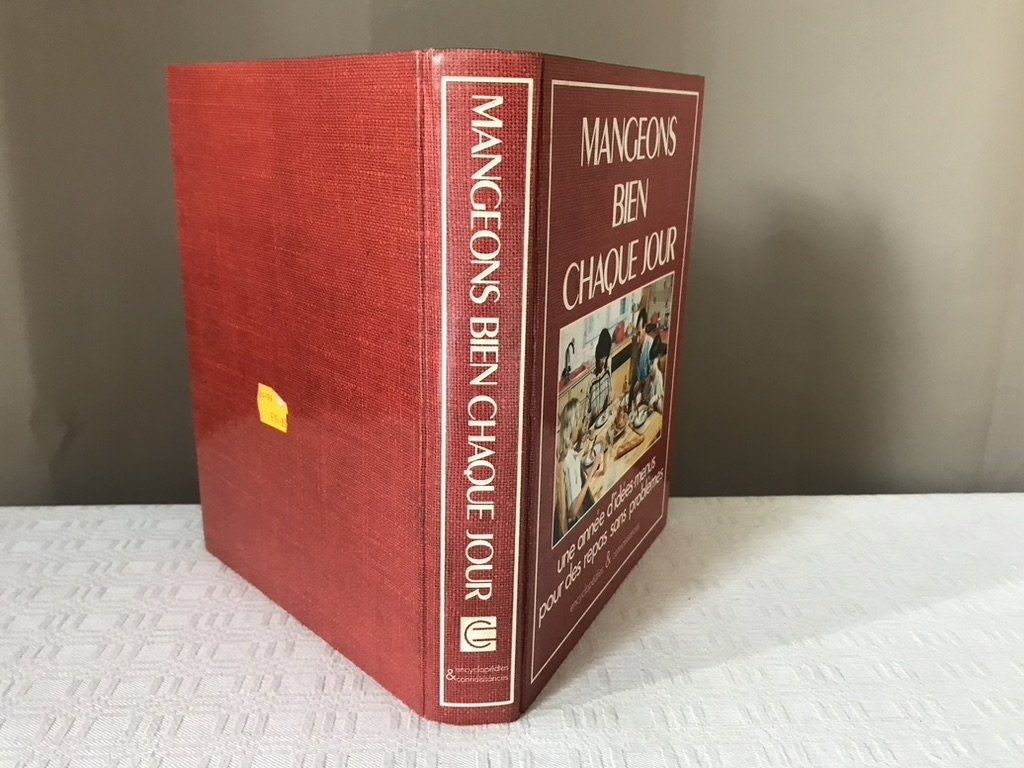 MANGEONS BIEN CHAQUE JOUR
encyclopédies
& connaissances
MANGEONS
BIEN
CHAQUE JOUR
une année d'idées-menus
pour des repas sans problèmes
encyclopédies & connaissances